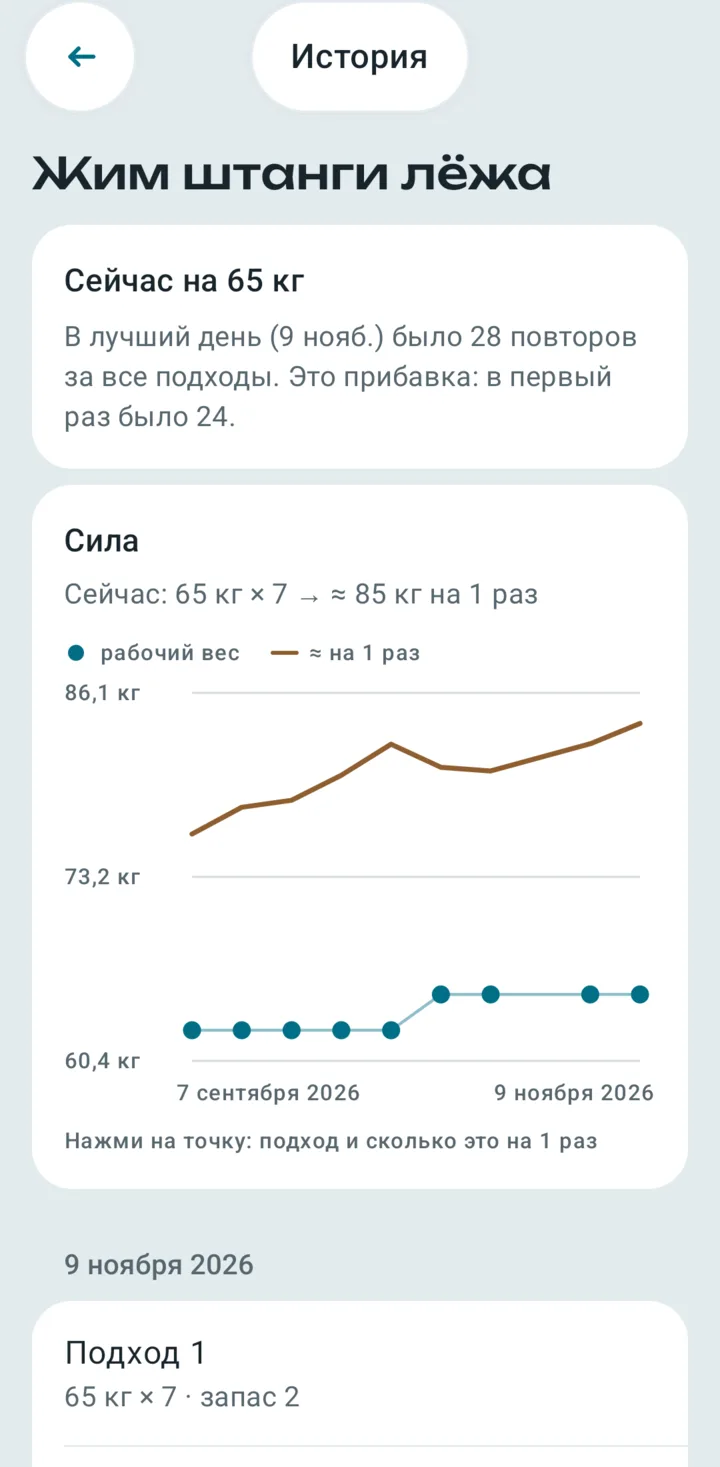 История
Жим штанги лёжа
Сейчас на 65 кг
В лучший день (9 нояб.) было 28 повторов
за все подходы. Это прибавка: в первый
раз было 24.
Сила
Сейчас: 65 кг × 7 → ≈ 85 кг на 1 раз
рабочий вес ≈ на 1 раз
86,1 кг
73,2 кг
60,4 кг
7 сентября 2026 9 ноября 2026
Нажми на точку: подход и сколько это на 1 раз
9 ноября 2026
Подход 1
65 кг × 7 · запас 2